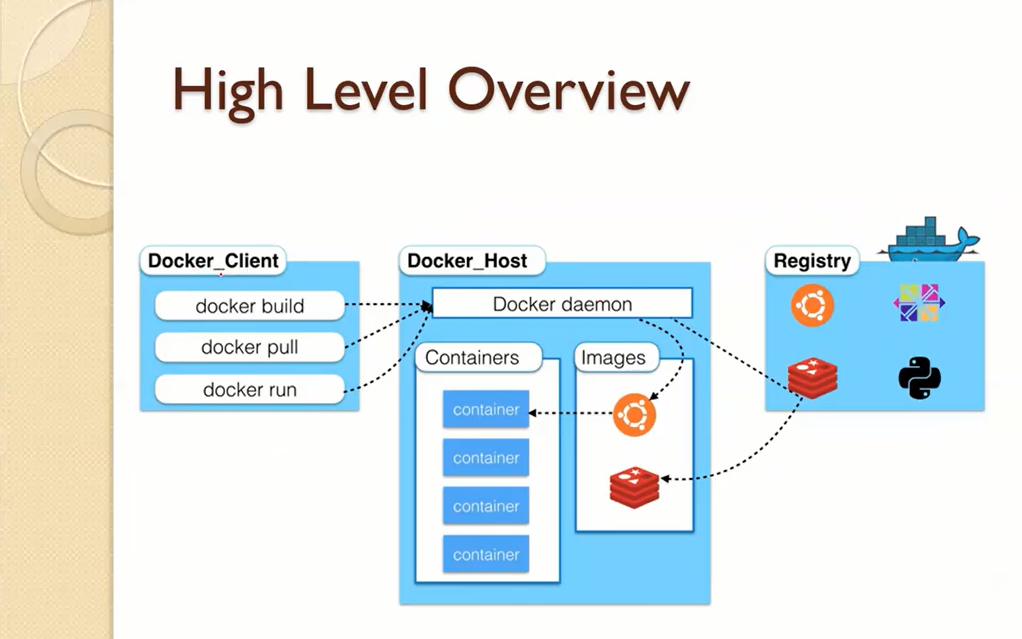 High Level Overview
Docker_Client
docker build
docker pull
docker run
Docker_Host
Docker daemon
Containers
container
container
container
container
Images
Registry